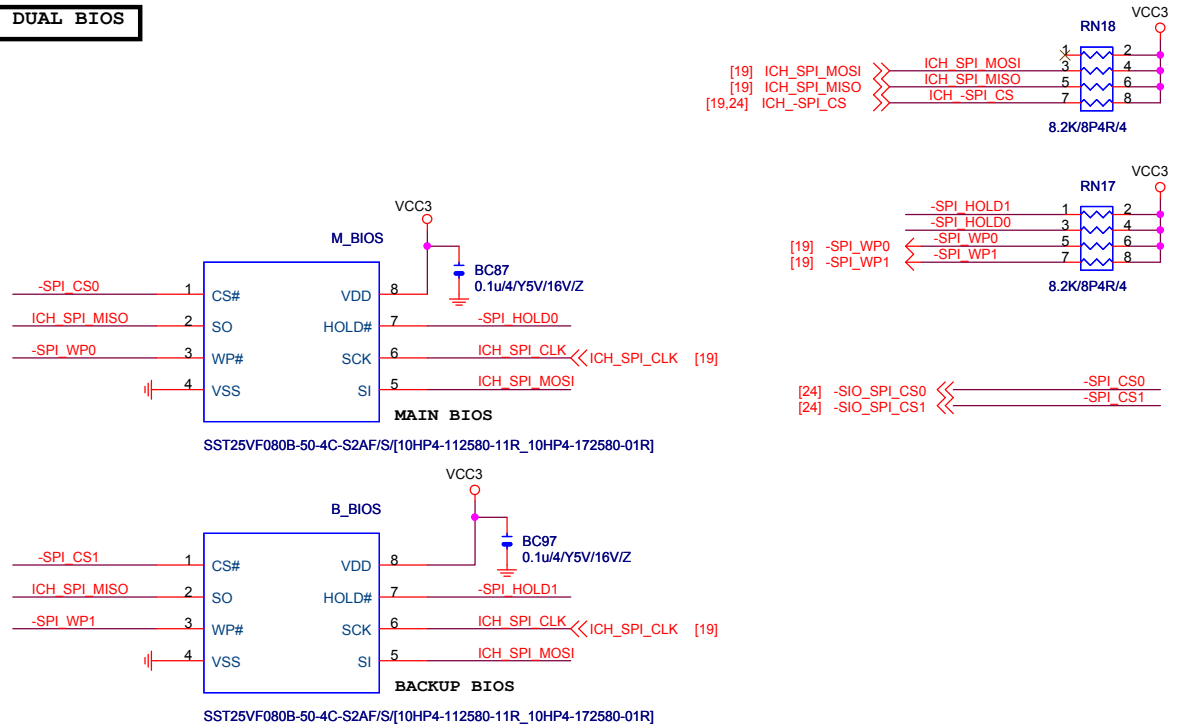 DUAL BIOS
VCC3
RN18
[19] ICH_SPI_MOSI ICH_SPI_MOSI 1 2
[19] ICH_SPI_MISO ICH_SPI_MISO 3 4
[19,24] ICH_-SPI_CS ICH_-SPI_CS 5 6
7 8
8.2K/8P4R/4
VCC3
RN17
-SPI_HOLD1 1 2
-SPI_HOLD0 3 4
[19] -SPI_WP0 -SPI_WP0 5 6
[19] -SPI_WP1 -SPI_WP1 7 8
8.2K/8P4R/4
[24] -SIO_SPI_CS0 -SPI_CS0
[24] -SIO_SPI_CS1 -SPI_CS1
VCC3
M_BIOS
BC87
0.1u/4/Y5V/16V/Z
-SPI_CS0 1 CS# VDD 8
ICH_SPI_MISO 2 SO HOLD# 7 -SPI_HOLD0
-SPI_WP0 3 WP# SCK 6 ICH_SPI_CLK ICH_SPI_CLK [19]
4 VSS SI 5 ICH_SPI_MOSI
MAIN BIOS
SST25VF080B-50-4C-S2AF/S/[10HP4-112580-11R_10HP4-172580-01R]
VCC3
B_BIOS
BC97
0.1u/4/Y5V/16V/Z
-SPI_CS1 1 CS# VDD 8
ICH_SPI_MISO 2 SO HOLD# 7 -SPI_HOLD1
-SPI_WP1 3 WP# SCK 6 ICH_SPI_CLK ICH_SPI_CLK [19]
4 VSS SI 5 ICH_SPI_MOSI
BACKUP BIOS
SST25VF080B-50-4C-S2AF/S/[10HP4-112580-11R_10HP4-172580-01R]